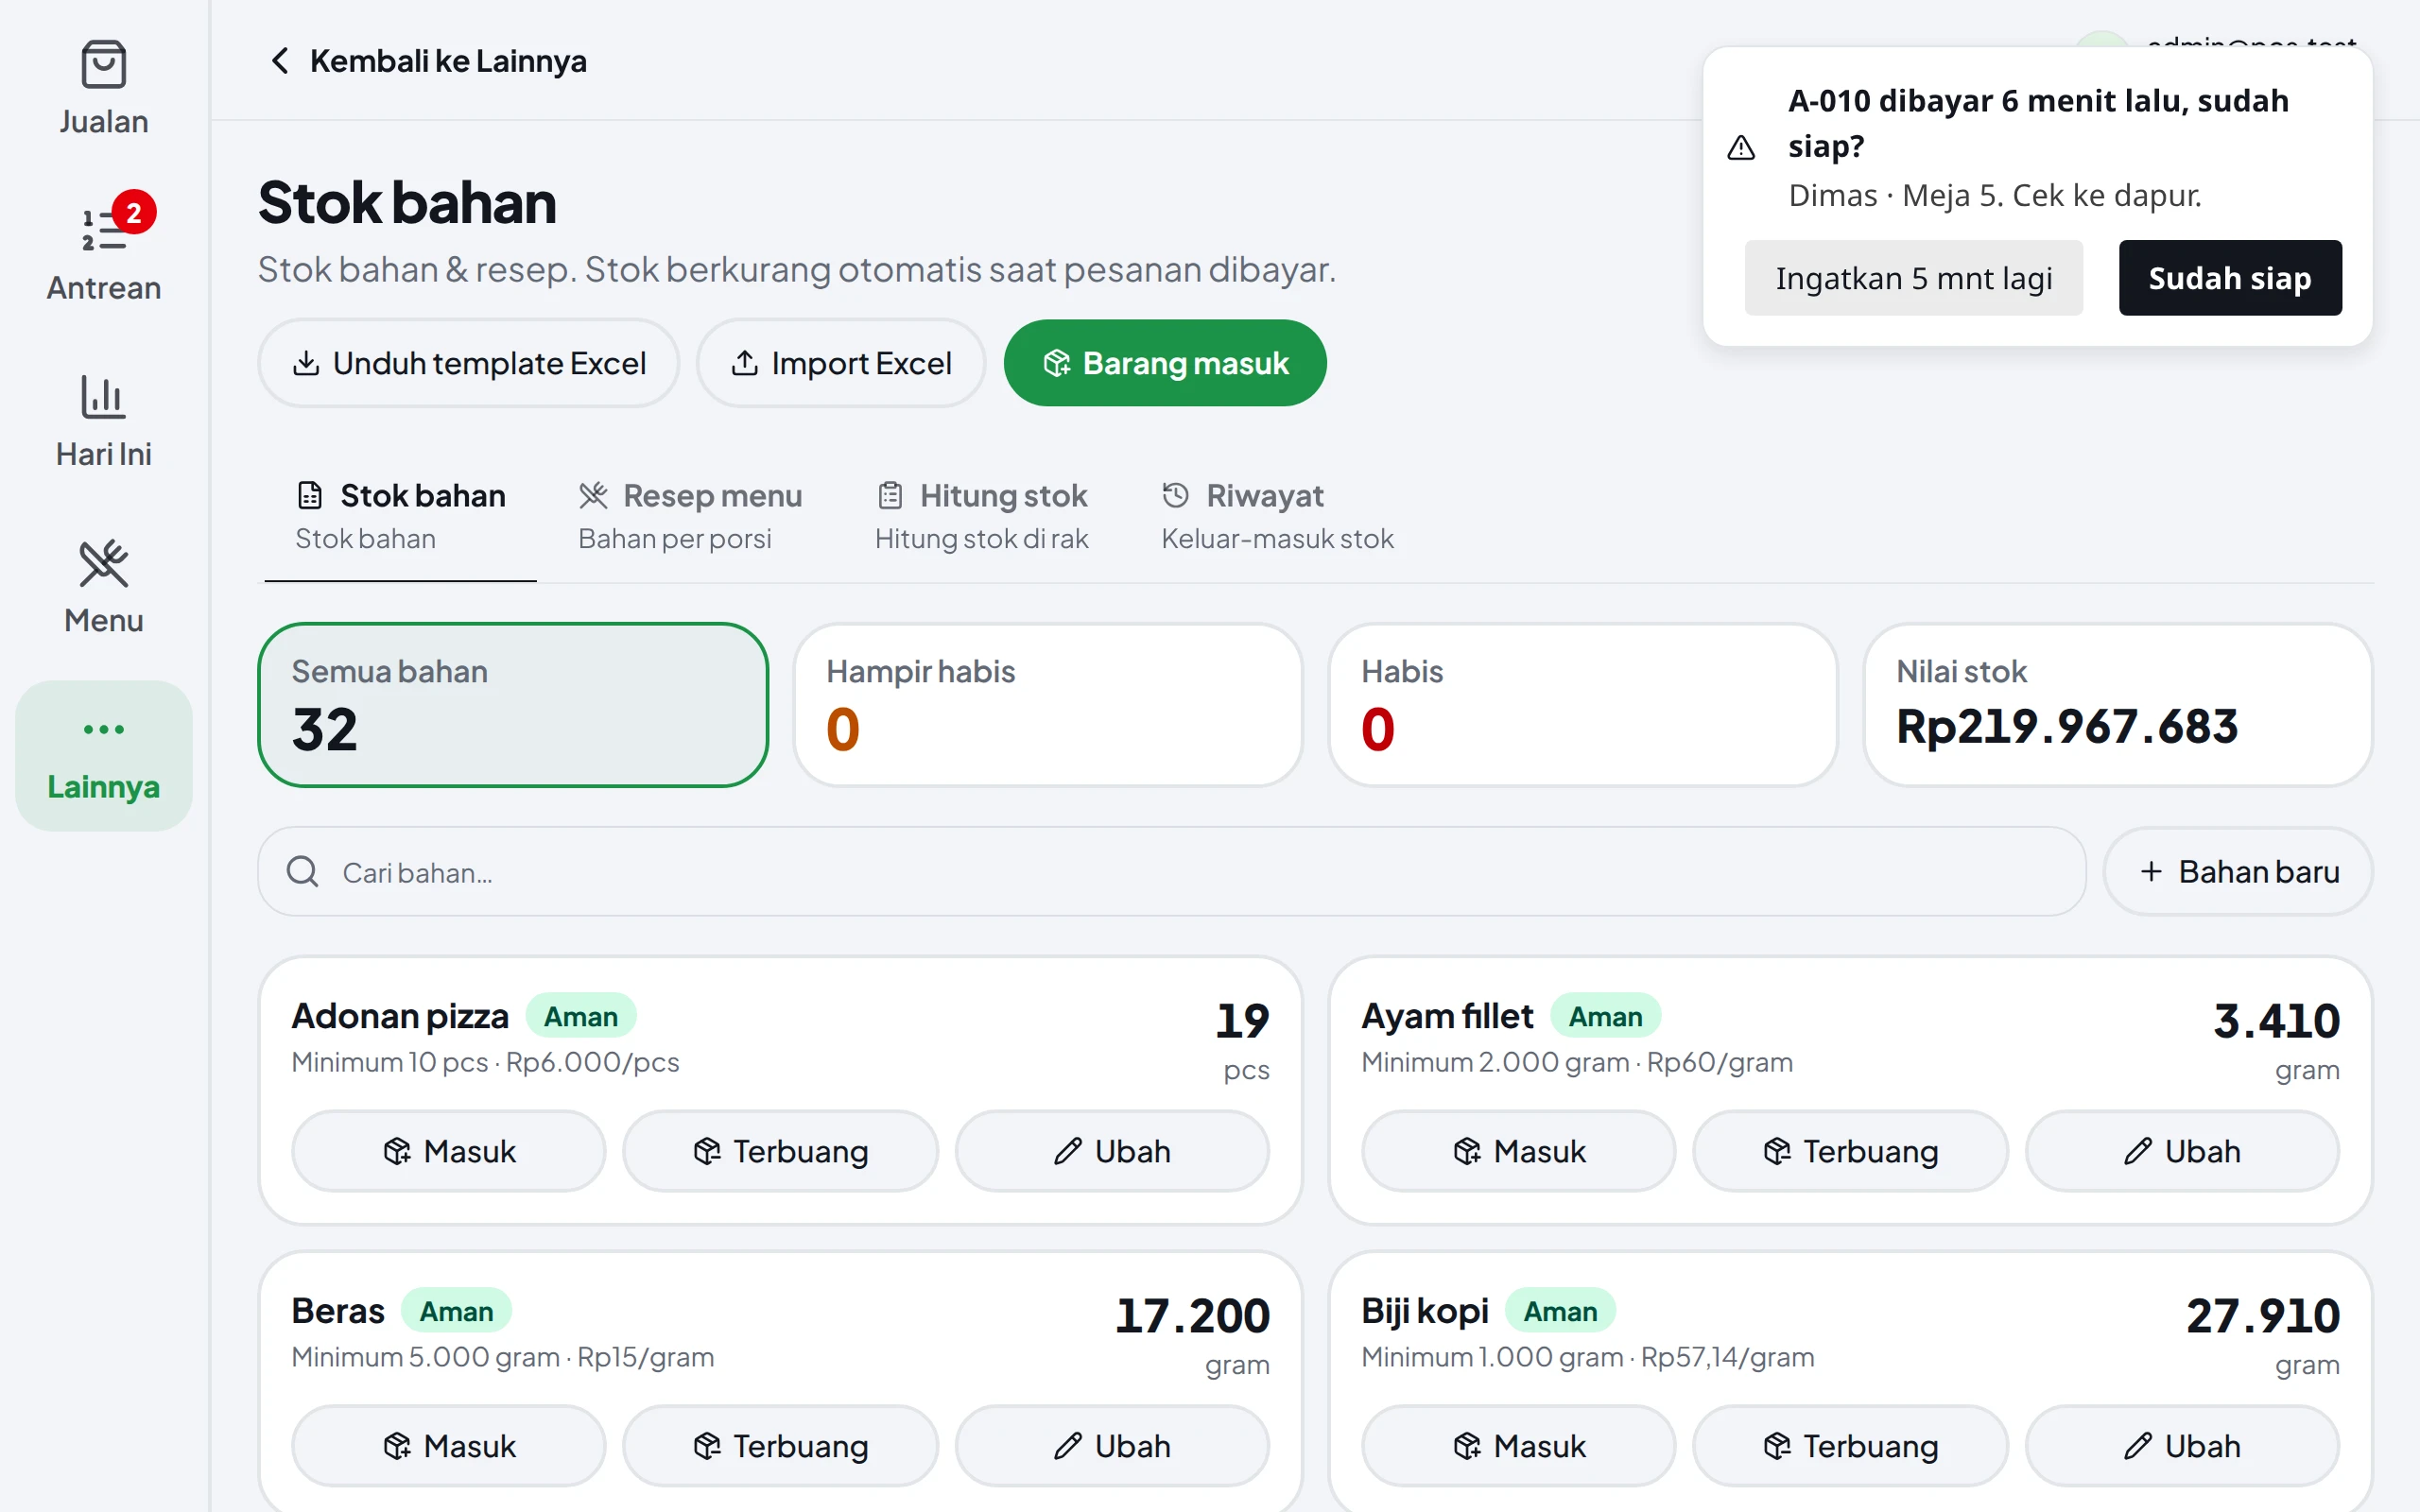 Jualan
2
Antrean
Hari Ini
Menu
Lainnya
Kembali ke Lainnya
A-010 dibayar 6 menit lalu, sudah
siap?
Dimas · Meja 5. Cek ke dapur.
Ingatkan 5 mnt lagi
Sudah siap
Stok bahan
Stok bahan & resep. Stok berkurang otomatis saat pesanan dibayar.
Unduh template Excel
Import Excel
Barang masuk
Stok bahan
Stok bahan
Resep menu
Bahan per porsi
Hitung stok
Hitung stok di rak
Riwayat
Keluar-masuk stok
Semua bahan
32
Hampir habis
0
Habis
0
Nilai stok
Rp219.967.683
Cari bahan...
Bahan baru
Adonan pizza Aman
Minimum 10 pcs · Rp6.000/pcs
19
pcs
Masuk
Terbuang
Ubah
Ayam fillet Aman
Minimum 2.000 gram · Rp60/gram
3.410
gram
Masuk
Terbuang
Ubah
Beras Aman
Minimum 5.000 gram · Rp15/gram
17.200
gram
Masuk
Terbuang
Ubah
Biji kopi Aman
Minimum 1.000 gram · Rp57,14/gram
27.910
gram
Masuk
Terbuang
Ubah